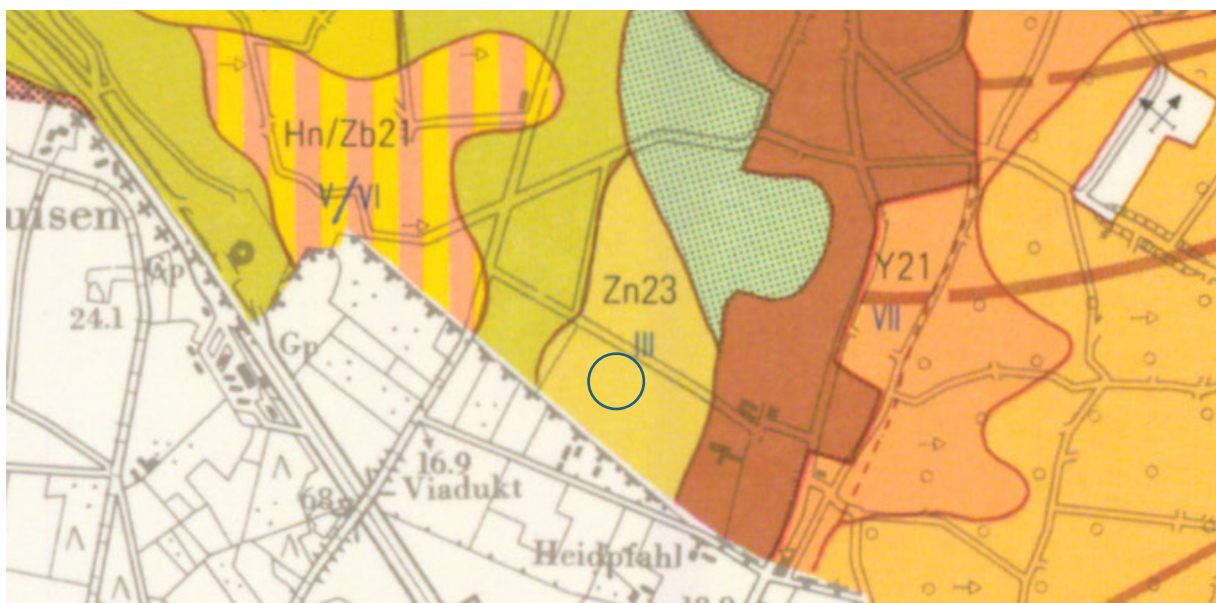 Hn/Zb21
V/VI
uisen
Gp
24.1
Gp
Zn23
III
Y21
VII
16.9
Viadukt
68
Heidpfahl